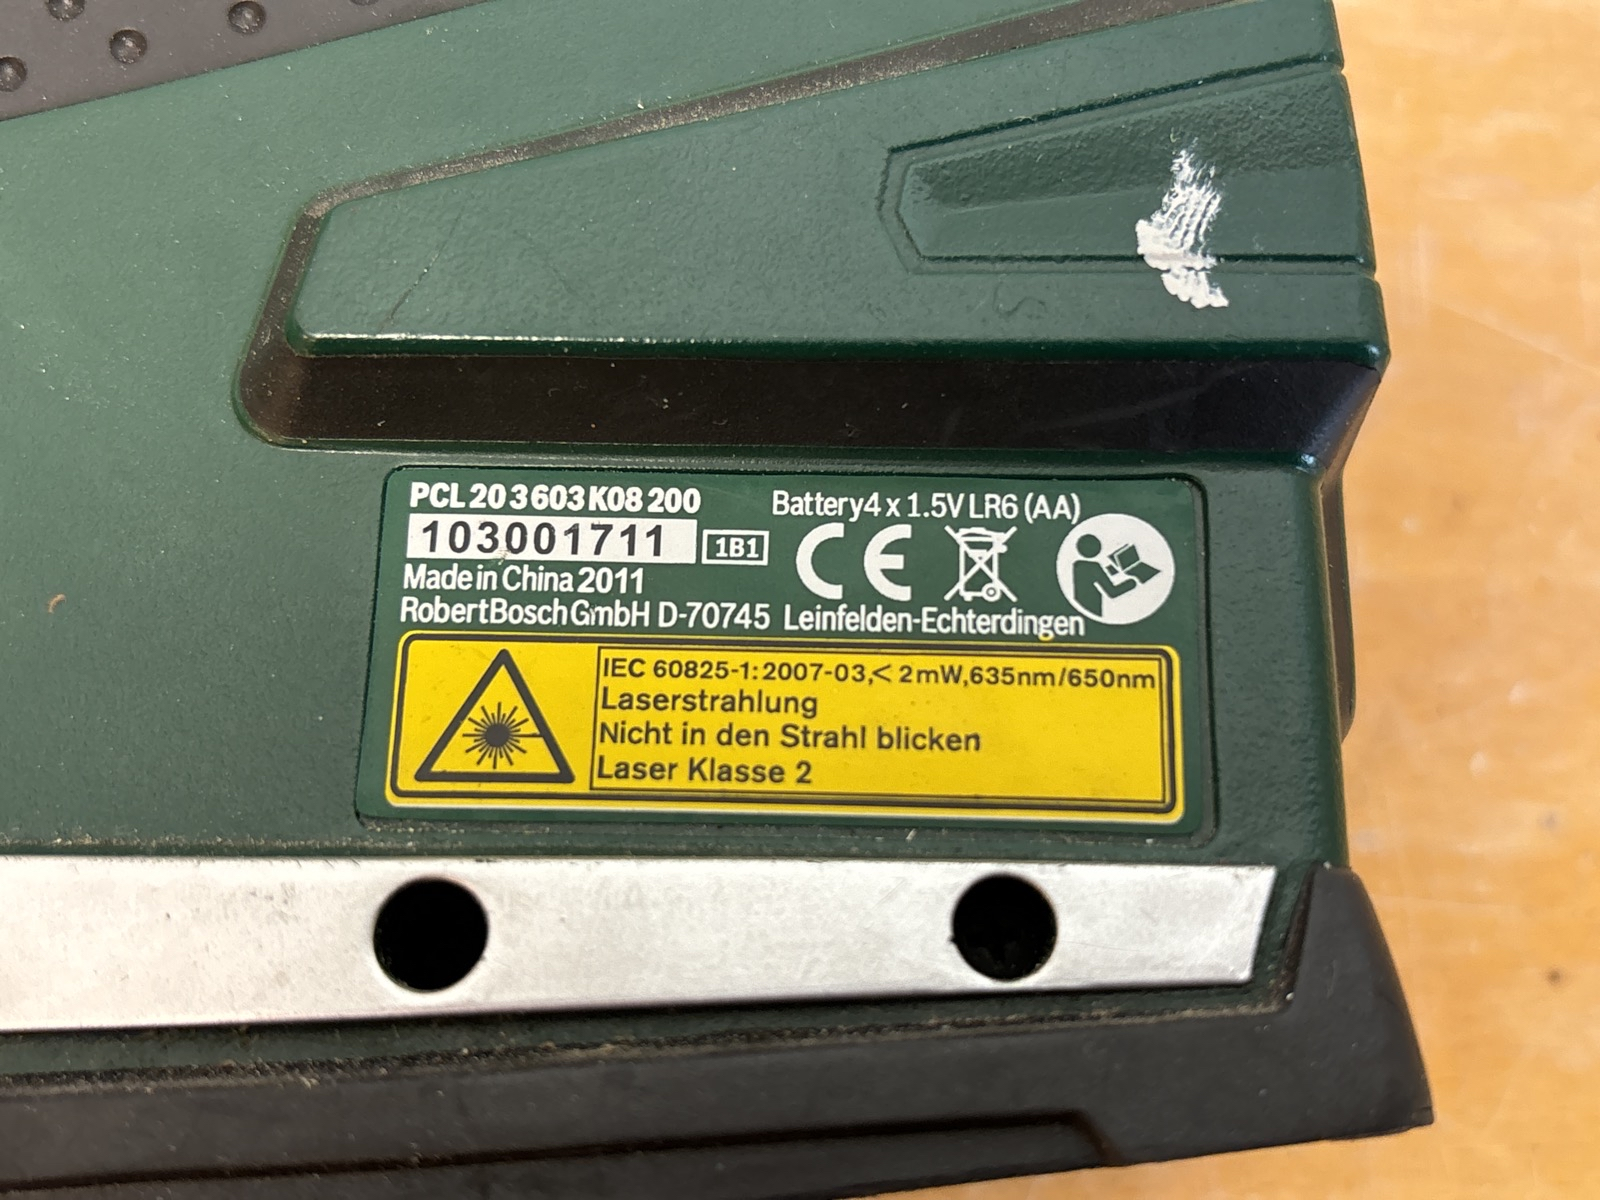 PCL 20 3 603 K08 200
Battery 4 x 1.5V LR6 (AA)
103001711
1B1
CE
Made in China 2011
Robert Bosch GmbH D-70745 Leinfelden-Echterdingen
IEC 60825-1:2007-03,< 2mW,635nm/650nm
Laserstrahlung
Nicht in den Strahl blicken
Laser Klasse 2